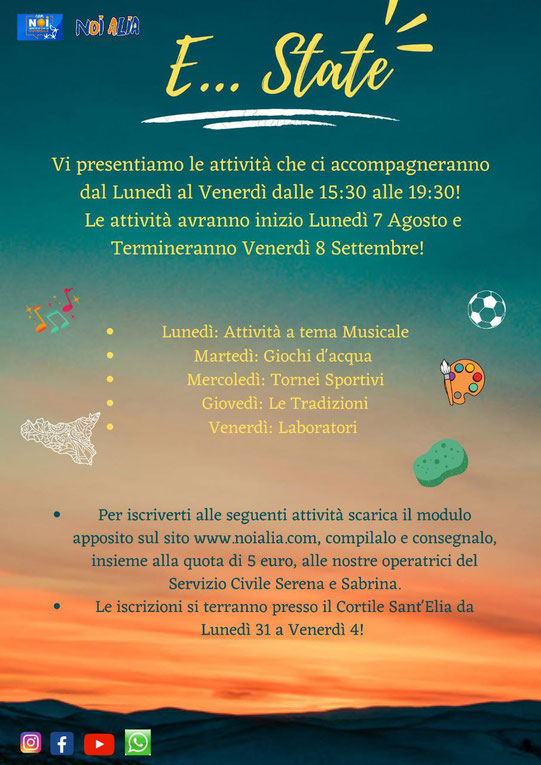 NOI
NOI ALIA
E... State
Vi presentiamo le attività che ci accompagneranno
dal Lunedì al Venerdì dalle 15:30 alle 19:30!
Le attività avranno inizio Lunedì 7 Agosto e
Termineranno Venerdì 8 Settembre!
• Lunedì: Attività a tema Musicale
• Martedì: Giochi d'acqua
• Mercoledì: Tornei Sportivi
• Giovedì: Le Tradizioni
• Venerdì: Laboratori
• Per iscriverti alle seguenti attività scarica il modulo
apposito sul sito www.noialia.com, compilalo e consegnalo,
insieme alla quota di 5 euro, alle nostre operatrici del
Servizio Civile Serena e Sabrina.
• Le iscrizioni si terranno presso il Cortile Sant'Elia da
Lunedì 31 a Venerdì 4!